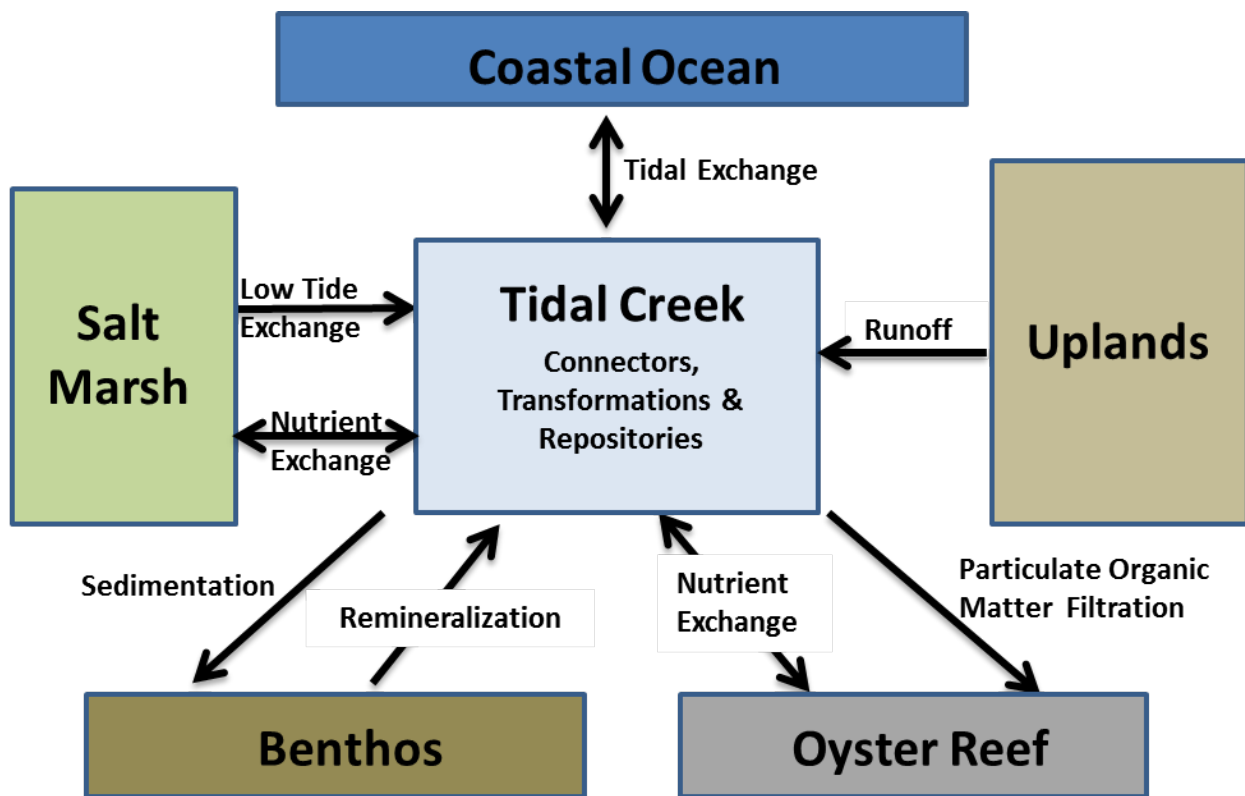 Coastal Ocean
Tidal Exchange
Salt
Marsh
Low Tide
Exchange
Nutrient
Exchange
Tidal Creek
Connectors,
Transformations &
Repositories
Runoff
Uplands
Sedimentation
Remineralization
Nutrient
Exchange
Particulate Organic
Matter Filtration
Benthos
Oyster Reef